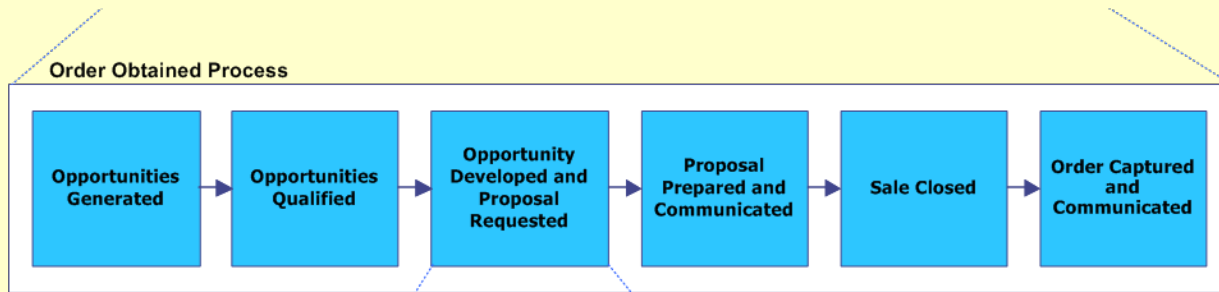 Order Obtained Process
Opportunities
Generated
Opportunities
Qualified
Opportunity
Developed and
Proposal
Requested
Proposal
Prepared and
Communicated
Sale Closed
Order Captured
and
Communicated